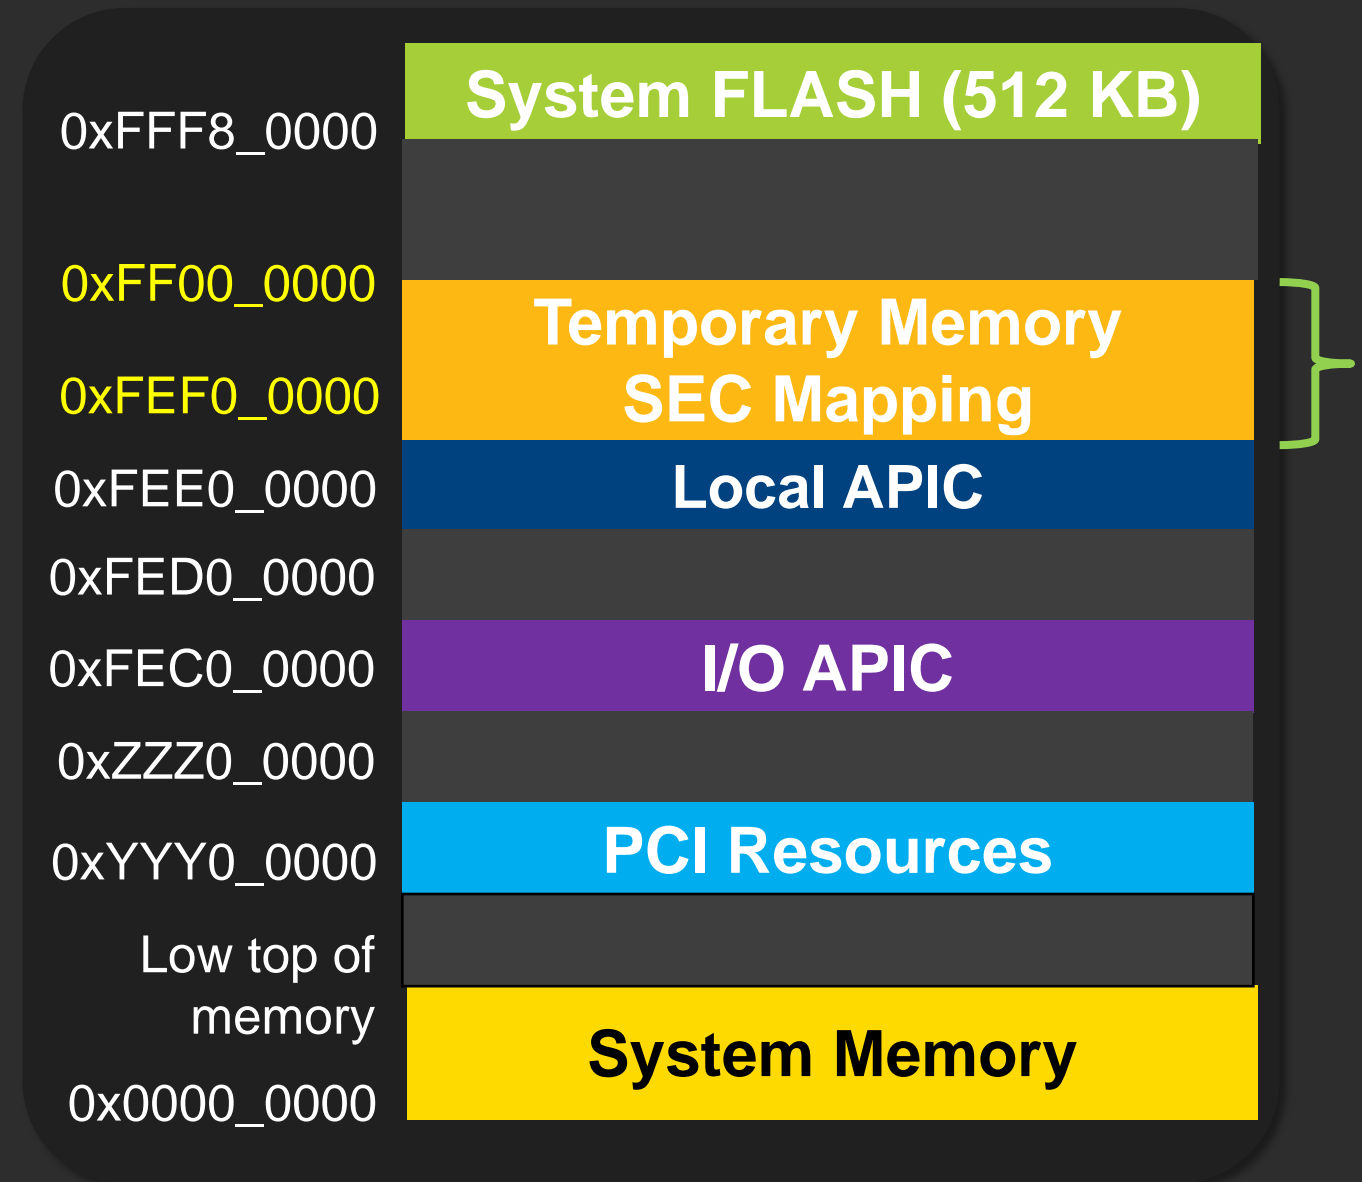 System FLASH (512 KB)
0xFFF8_0000
0xFF00_0000
Temporary Memory
SEC Mapping
0xFEF0_0000
0xFEE0_0000
Local APIC
0xFED0_0000
0xFEC0_0000
I/O APIC
0xZZZ0_0000
PCI Resources
0xYYY0_0000
Low top of
memory
System Memory
0x0000_0000